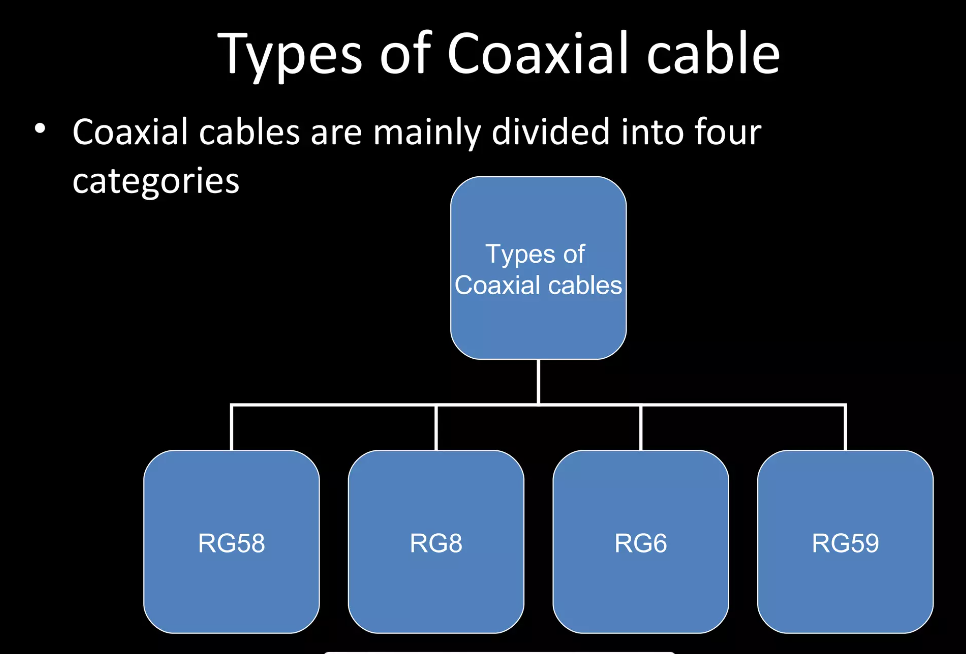 Types of Coaxial cable
• Coaxial cables are mainly divided into four
categories
Types of
Coaxial cables
RG58
RG8
RG6
RG59